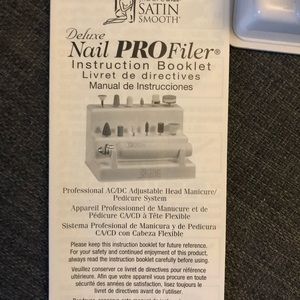 SATIN
SMOOTH
Deluxe
Nail PROFiler®
Instruction Booklet
Livret de directives
Manual de Instrucciones
Professional AC/DC Adjustable Head Manicure/
Pedicure System
Appareil Professionnel de Manucure et de
Pédicure CA/CD à Tête Flexible
Sistema Profesional de Manicura y de Pedicura
CA/CD con Cabeza Flexible
Please keep this instruction booklet for future reference.
For your safety and continued enjoyment of this product,
always read the instruction booklet carefully before using.
Veuillez conserver ce livret de directives pour référence
ultérieure. Afin que votre appareil vous procure en toute
sécurité des années de satisfaction, lisez toujours le
livret de directives avant de l'utiliser.